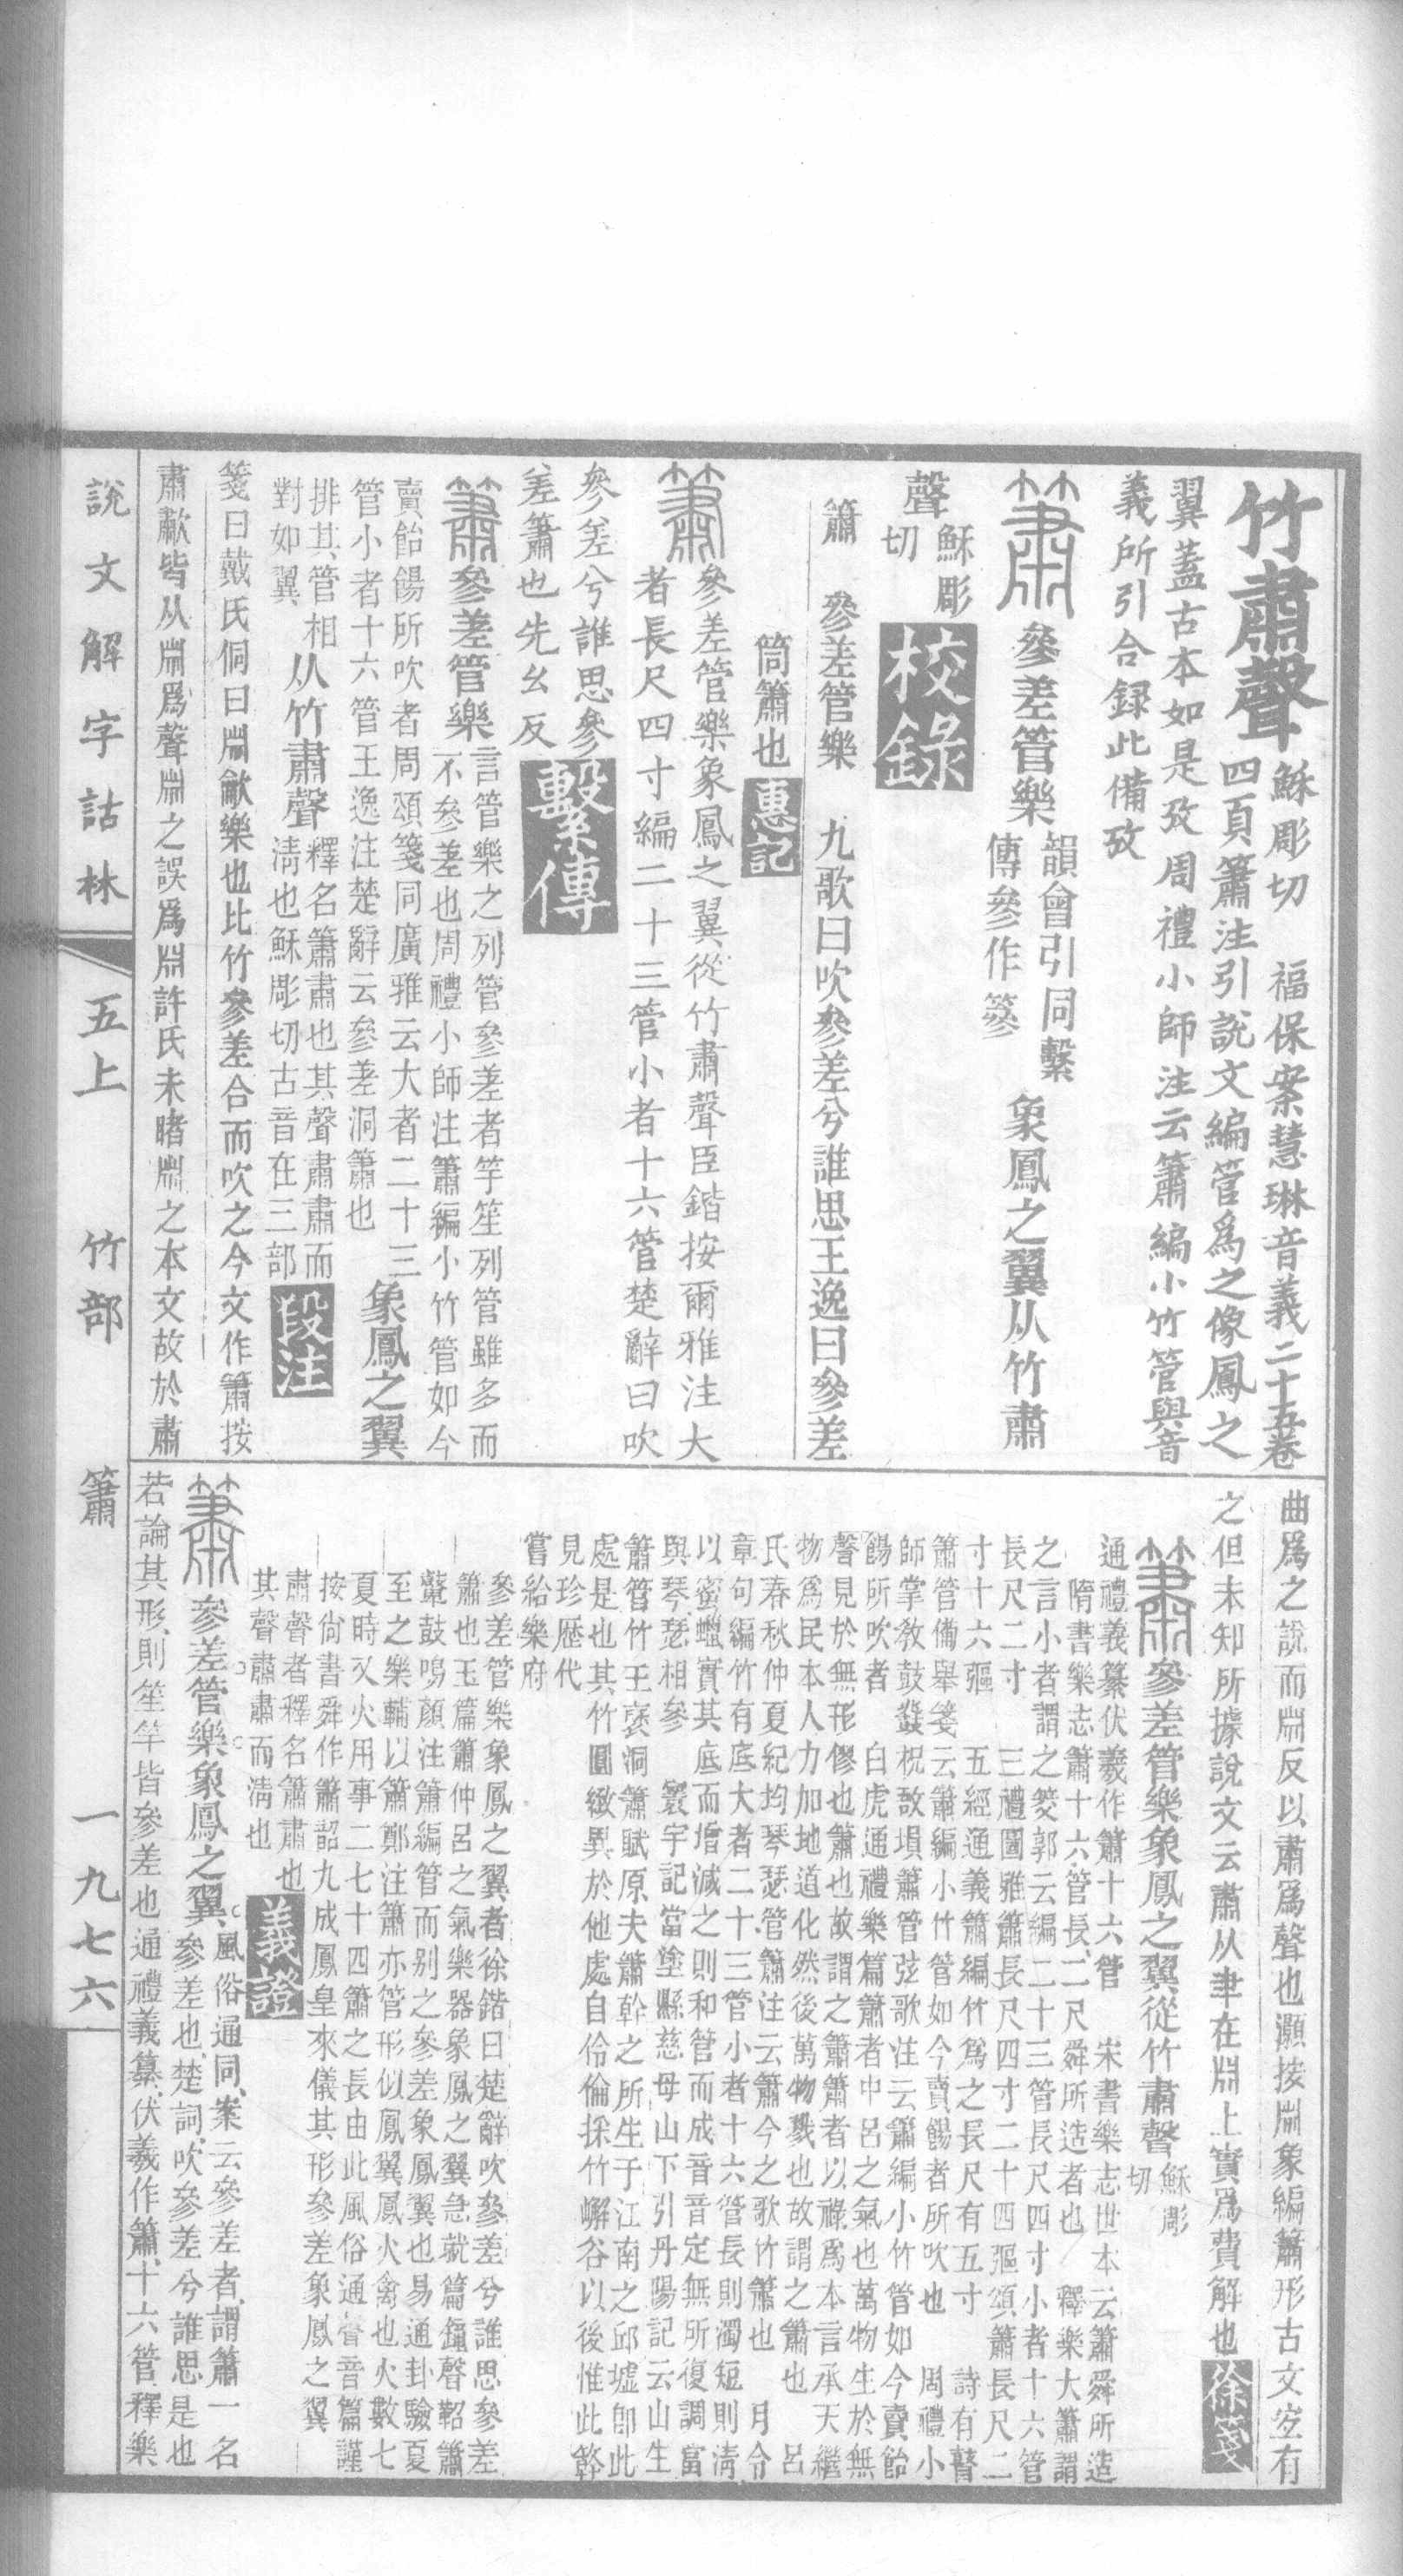 竹肅聲穌彫切　福保案慧琳音義二十五卷
四頁簫注引說文編管爲之像鳳之
翼蓋古本如是攷周禮小師注云簫編小竹管與音
義所引合録此備攷
簫參差管樂韻會引同繫
傳參作篸象鳳之翼从竹肅
聲穌彫
切校錄
簫　參差管樂　九歌曰吹參差兮誰思王逸曰參差
筒簫也惠記
簫參差管樂象鳳之翼從竹肅聲臣鍇按爾雅注大
者長尺四寸編二十三管小者十六管楚辭曰吹
參差兮誰思參
差簫也先幺反繫傳
簫參差管樂言管樂之列管參差者竽笙列管雖多而
不參差也周禮小師注簫編小竹管如今
賣飴餳所吹者周頌箋同廣雅云大者二十三
管小者十六管王逸注楚辭云參差洞簫也象鳳之翼
排其管相
對如翼从竹肅聲釋名簫肅也其聲肅肅而
淸也穌彫切古音在三部段注
箋曰戴氏侗曰𣶒龡樂也比竹參差合而吹之今文作簫按
肅歗皆从𣶒爲聲𣶒之誤爲𣶒許氏未睹𣶒之本文故於肅
曲爲之說而𣶒反以肅爲聲也灝按𣶒象編簫形古文安有
之但未知所據說文云肅从聿在𣶒上實爲費解也徐箋
簫參差管樂象鳳之翼從竹肅聲穌彫
切
通禮義纂伏羲作簫十六管　宋書樂志世本云簫舜所造
隋書樂志簫十六管長二尺舜所造者也　釋樂大簫謂
之言小者謂之筊郭云編二十三管長尺四寸小者十六管
長尺二寸　三禮圖雅簫長尺四寸二十四彄頌簫長尺二
寸十六彄　五經通義簫編竹爲之長尺有五寸　詩有瞽
簫管備舉箋云簫編小竹管如今賣餳者所吹也　周禮小
師掌敎鼓鼗柷敔塤簫管弦歌注云簫編小竹管如今賣飴
餳所吹者　白虎通禮樂篇簫者中呂之氣也萬物生於無
聲見於無形僇也簫也故謂之簫簫者以祿爲本言承天繼
物爲民本人力加地道化然後萬物戮也故謂之簫也　呂
氏春秋仲夏紀均琴瑟管簫注云簫今之歌竹簫也　月令
章句編竹有底大者二十三管小者十六管長則濁短則淸
以蜜蠟實其底而增減之則和管而成音定無所復調當
與琴瑟相參　寰宇記當塗縣慈母山下引丹陽記云山生
簫管竹王襃洞簫賦原夫簫幹之所生于江南之邱墟卽此
處是也其竹圓緻異於他處自伶倫採竹嶰谷以後惟此簳
見珍歷代
嘗給樂府
參差管樂象鳳之翼者徐鍇曰楚辭吹參差兮誰思參差
簫也玉篇簫仲呂之氣樂器象鳳之翼急就篇鐘磬鞀簫
鼙鼓鳴顏注簫編管而列之參差象鳳翼也易通卦驗夏
至之樂輔以簫鄭注簫亦管形似鳳翼鳳火禽也火數七
夏時又火用事二七十四簫之長由此風俗通聲音篇謹
按尙書舜作簫韶九成鳳皇來儀其形參差象鳳之翼
肅聲者釋名簫肅也
其聲肅肅而淸也義證
簫參差管樂象鳳之翼風俗通同案云參差者謂簫一名
參差也楚詞吹參差兮誰思是也
若論其形則笙竽皆參差也通禮義纂伏羲作簫十六管釋樂
說文解字詁林　五上　竹部　簫　一九七六